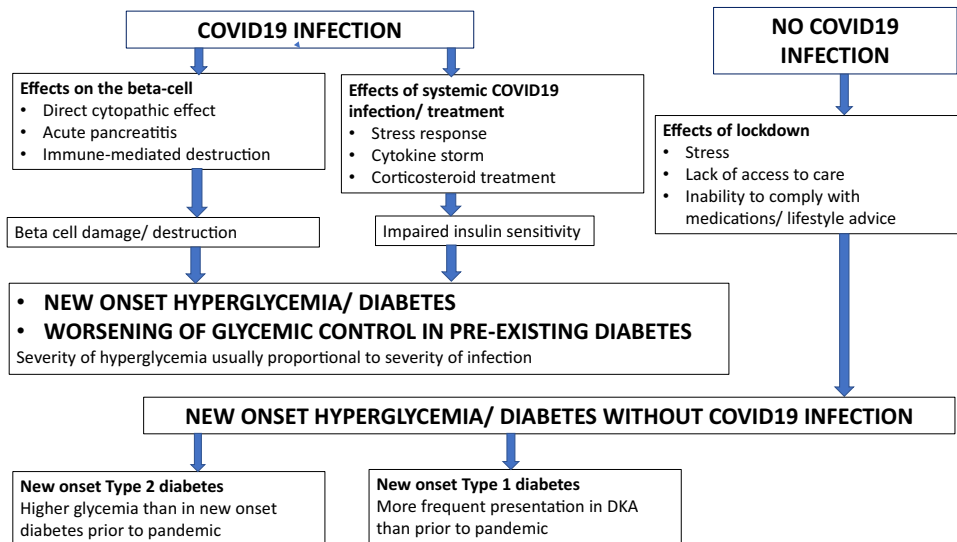 COVID19 INFECTION
NO COVID19
INFECTION
Effects on the beta-cell
• Direct cytopathic effect
• Acute pancreatitis
• Immune-mediated destruction
Effects of systemic COVID19
infection/ treatment
• Stress response
• Cytokine storm
• Corticosteroid treatment
Effects of lockdown
• Stress
• Lack of access to care
• Inability to comply with
medications/ lifestyle advice
Beta cell damage/ destruction
Impaired insulin sensitivity
• NEW ONSET HYPERGLYCEMIA/ DIABETES
• WORSENING OF GLYCEMIC CONTROL IN PRE-EXISTING DIABETES
Severity of hyperglycemia usually proportional to severity of infection
NEW ONSET HYPERGLYCEMIA/ DIABETES WITHOUT COVID19 INFECTION
New onset Type 2 diabetes
Higher glycemia than in new onset
diabetes prior to pandemic
New onset Type 1 diabetes
More frequent presentation in DKA
than prior to pandemic